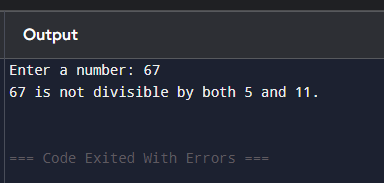 Output
Enter a number: 67
67 is not divisible by both 5 and 11.
=== Code Exited With Errors ===